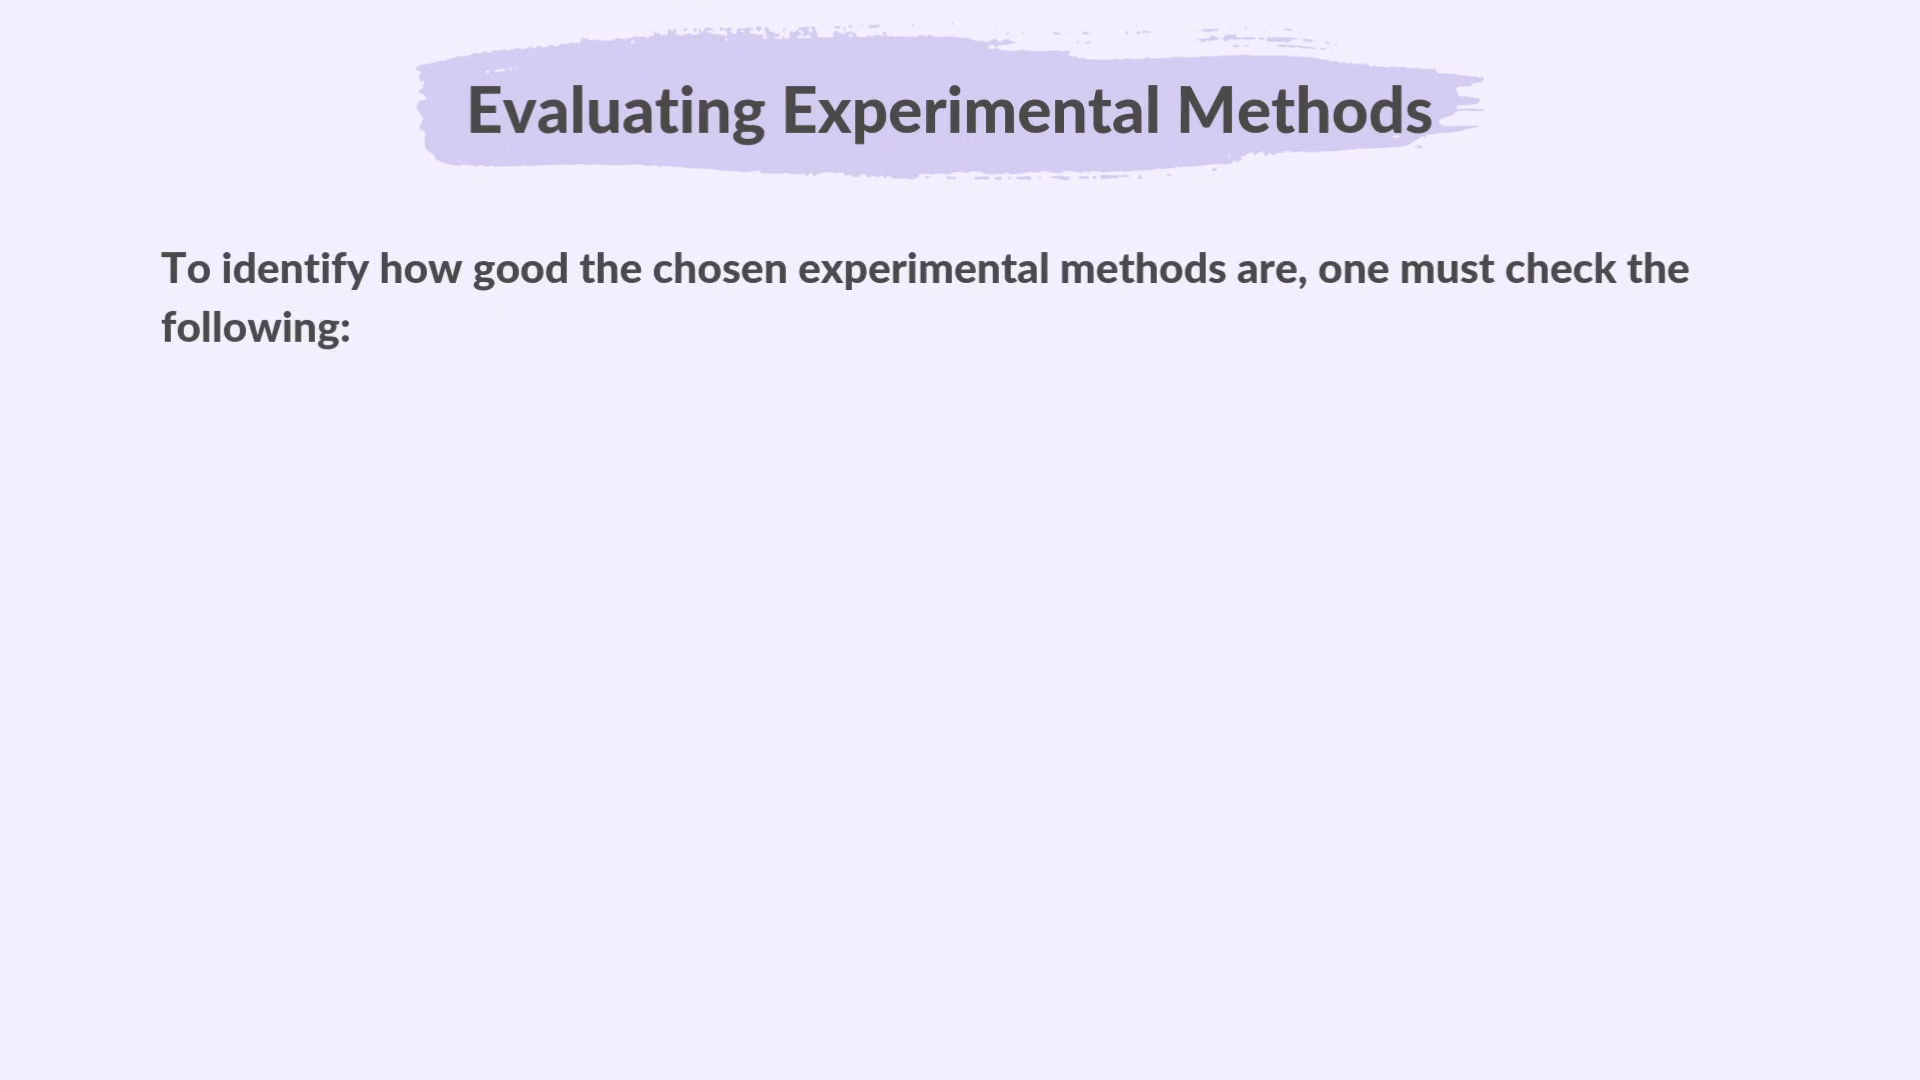 Evaluating Experimental Methods
To identify how good the chosen experimental methods are, one must check the
following: